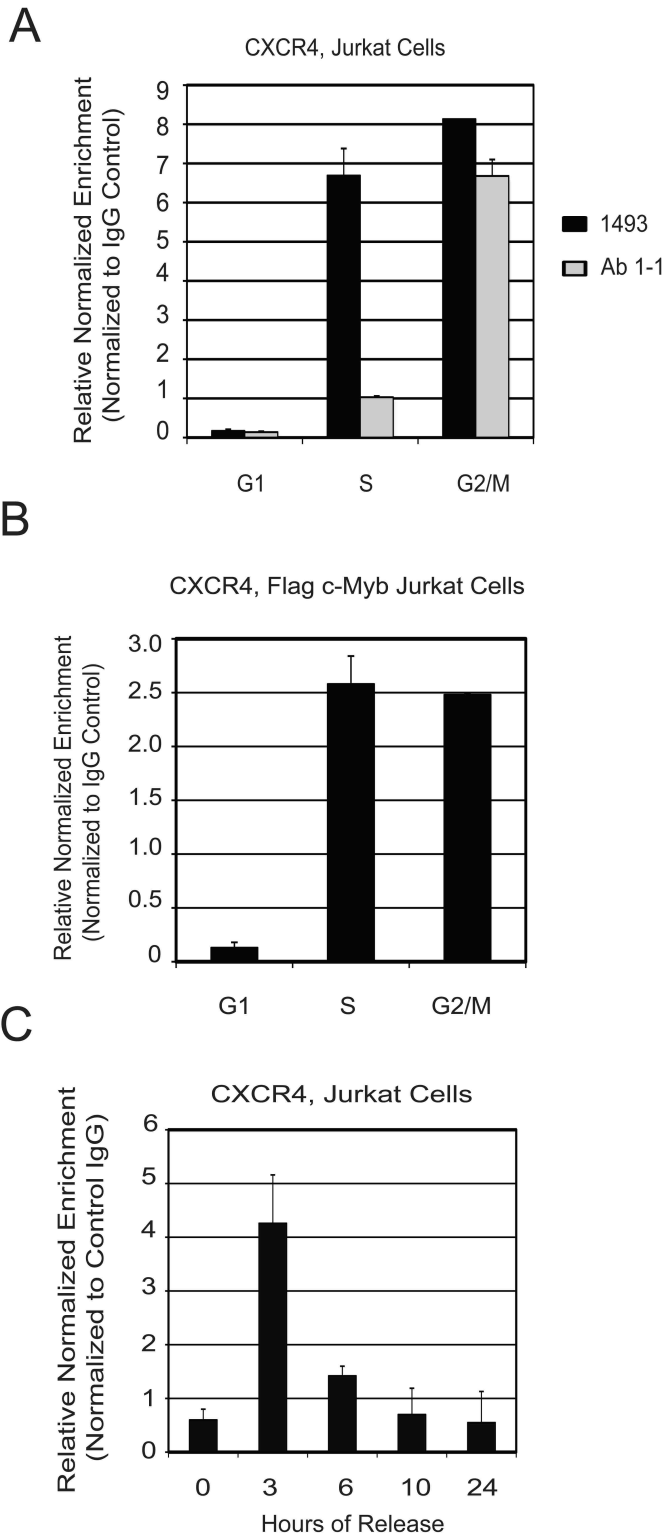 A
CXCR4, Jurkat Cells
Relative Normalized Enrichment
(Normalized to IgG Control)
9
8
7
6
5
4
3
2
1
0
G1 S G2/M
1493
Ab 1-1
B
CXCR4, Flag c-Myb Jurkat Cells
Relative Normalized Enrichment
(Normalized to IgG Control)
3.0
2.5
2.0
1.5
1.0
0.5
0
G1 S G2/M
C
CXCR4, Jurkat Cells
Relative Normalized Enrichment
(Normalized to Control IgG)
6
5
4
3
2
1
0
0 3 6 10 24
Hours of Release